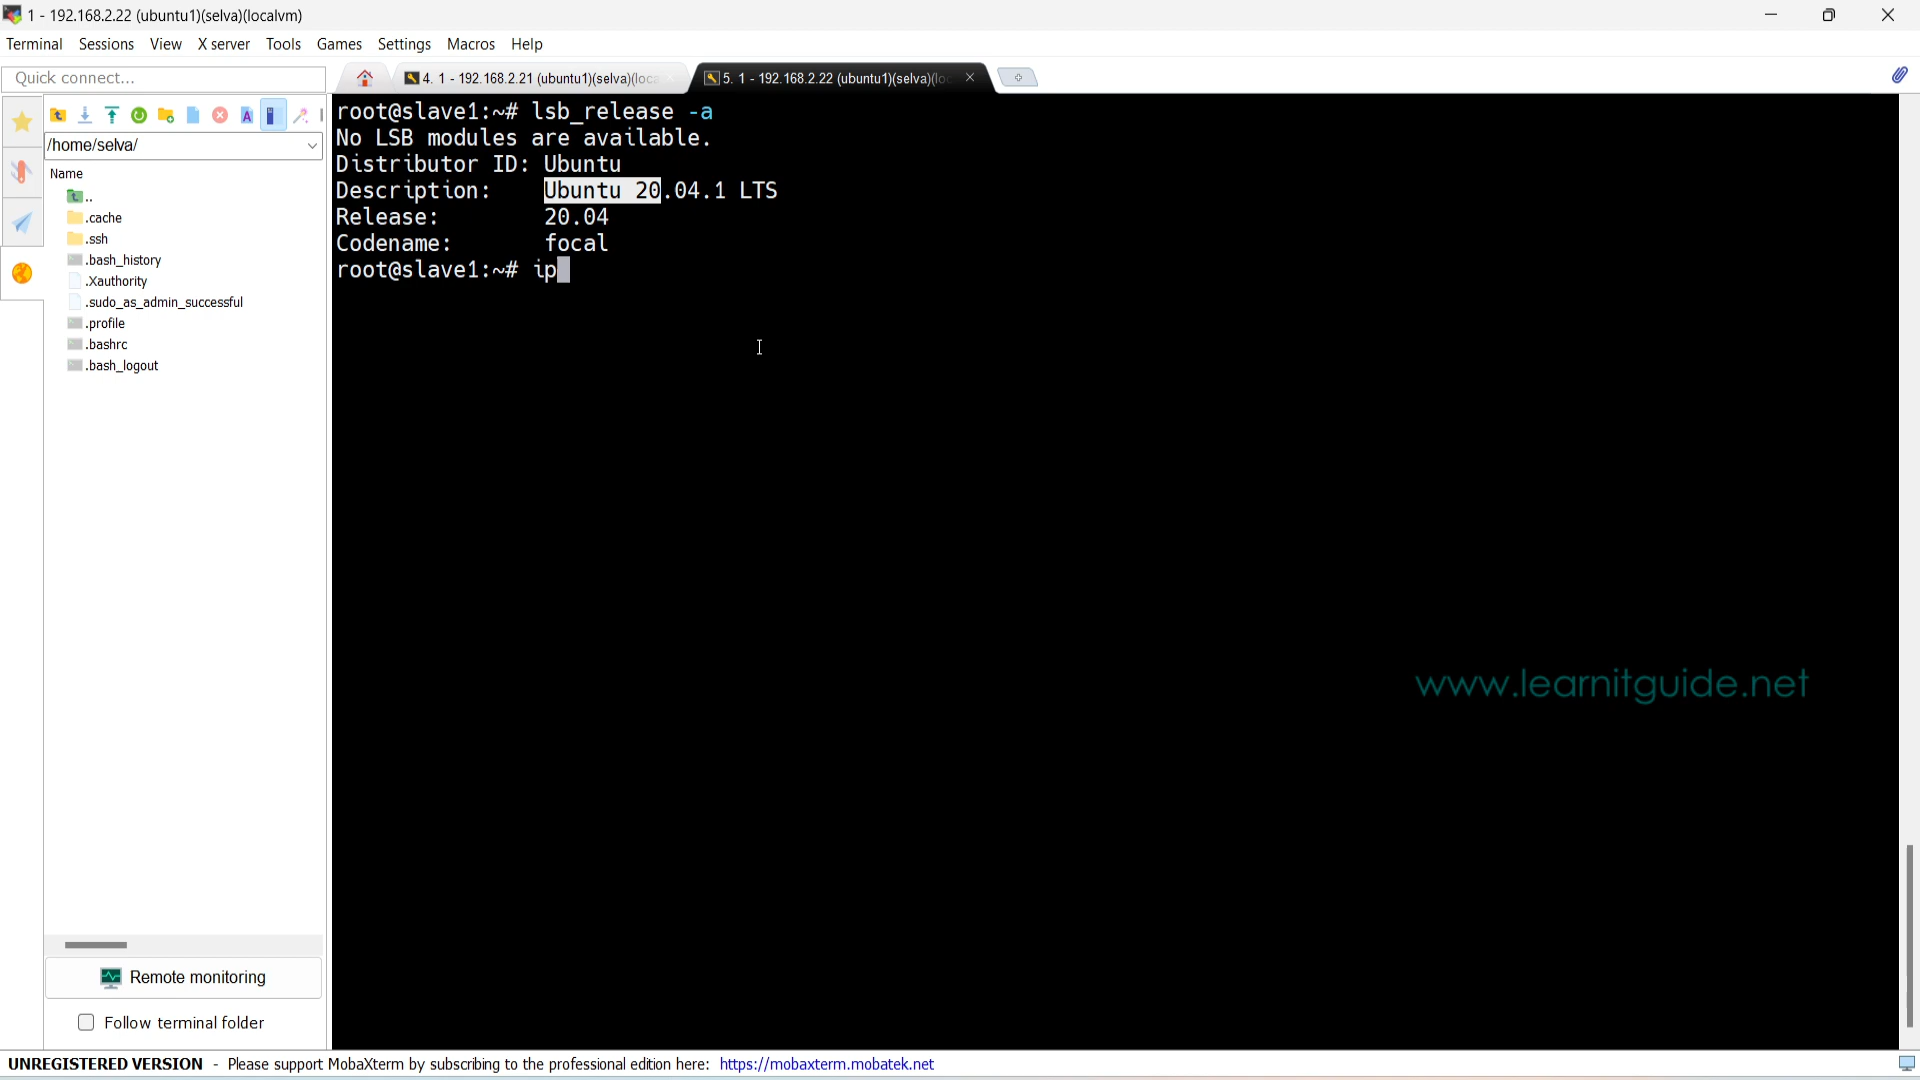 1 - 192.168.2.22 (ubuntu1)(selva)(localvm)
Terminal Sessions View X server Tools Games Settings Macros Help
Quick connect...
4. 1 - 192.168.2.21 (ubuntu1)(selva)(loca
5. 1 - 192.168.2.22 (ubuntu1)(selva)(loc
/home/selva/
Name
..
.cache
.ssh
.bash_history
.Xauthority
.sudo_as_admin_successful
.profile
.bashrc
.bash_logout
Remote monitoring
Follow terminal folder
root@slave1:~# lsb_release -a
No LSB modules are available.
Distributor ID: Ubuntu
Description: Ubuntu 20.04.1 LTS
Release: 20.04
Codename: focal
root@slave1:~# ip
www.learnitguide.net
UNREGISTERED VERSION - Please support MobaXterm by subscribing to the professional edition here: https://mobaxterm.mobatek.net